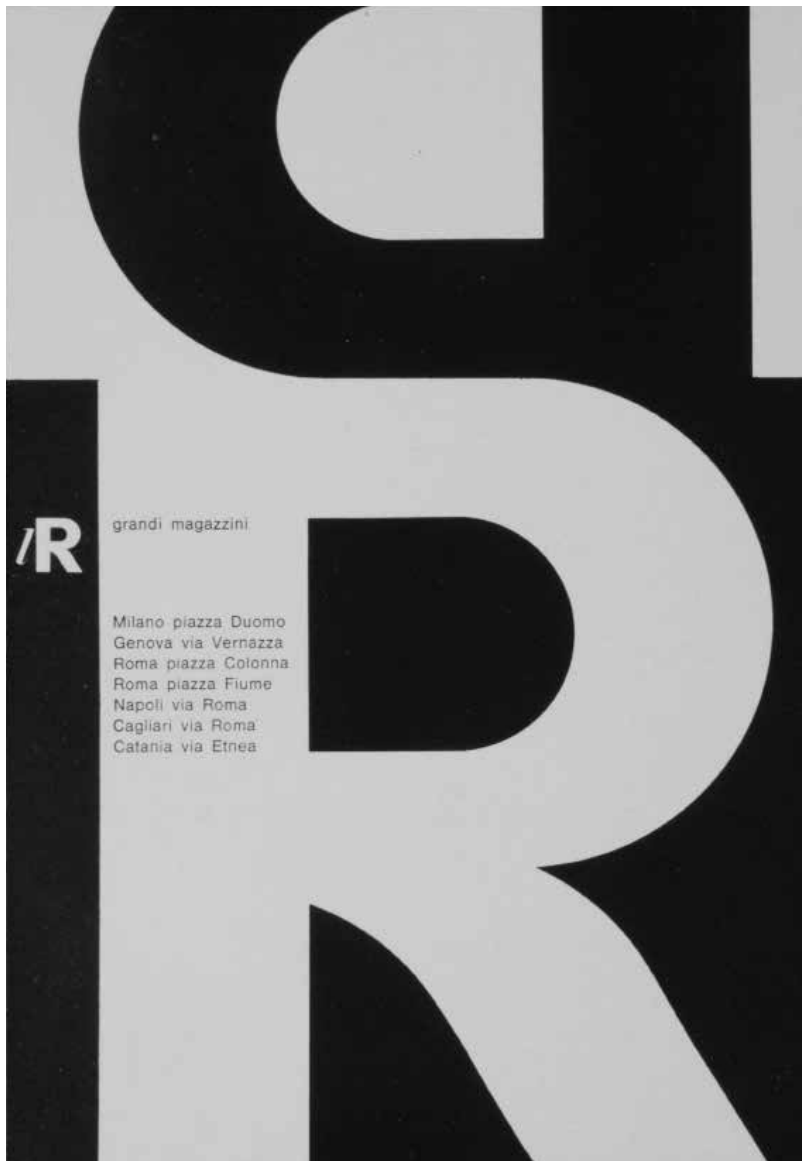 R
R
lR
grandi magazzini
Milano piazza Duomo
Genova via Vernazza
Roma piazza Colonna
Roma piazza Fiume
Napoli via Roma
Cagliari via Roma
Catania via Etnea